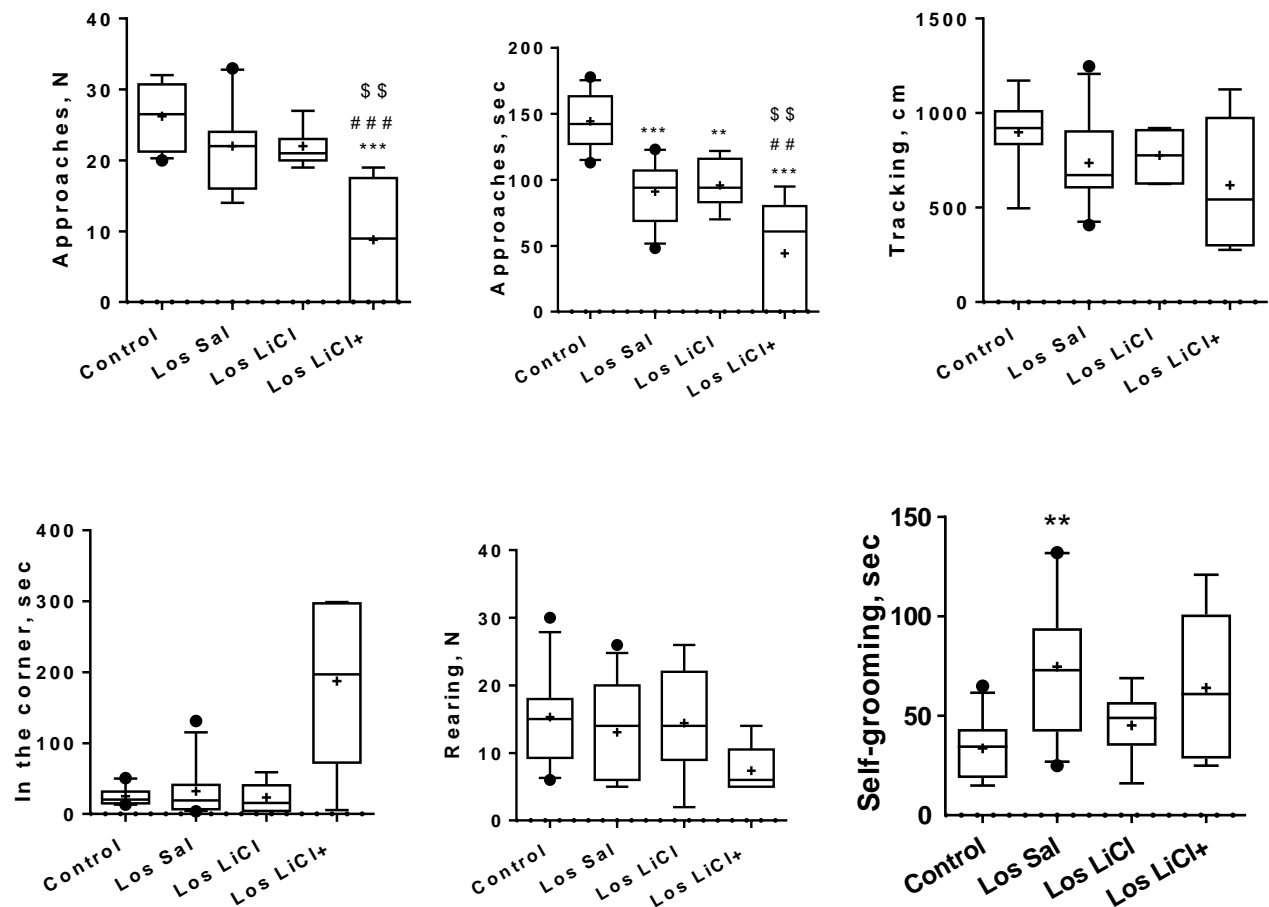 Approaches, N
40
30
20
10
0
$ $
# # #
***
Control
Los Sal
Los LiCl
Los LiCl+
Approaches, sec
200
150
100
50
0
***
**
$ $
# #
***
Control
Los Sal
Los LiCl
Los LiCl+
Tracking, cm
1500
1000
500
0
Control
Los Sal
Los LiCl
Los LiCl+
In the corner, sec
400
300
200
100
0
Control
Los Sal
Los LiCl
Los LiCl+
Rearing, N
40
30
20
10
0
Control
Los Sal
Los LiCl
Los LiCl+
Self-grooming, sec
150
100
50
0
**
Control
Los Sal
Los LiCl
Los LiCl+